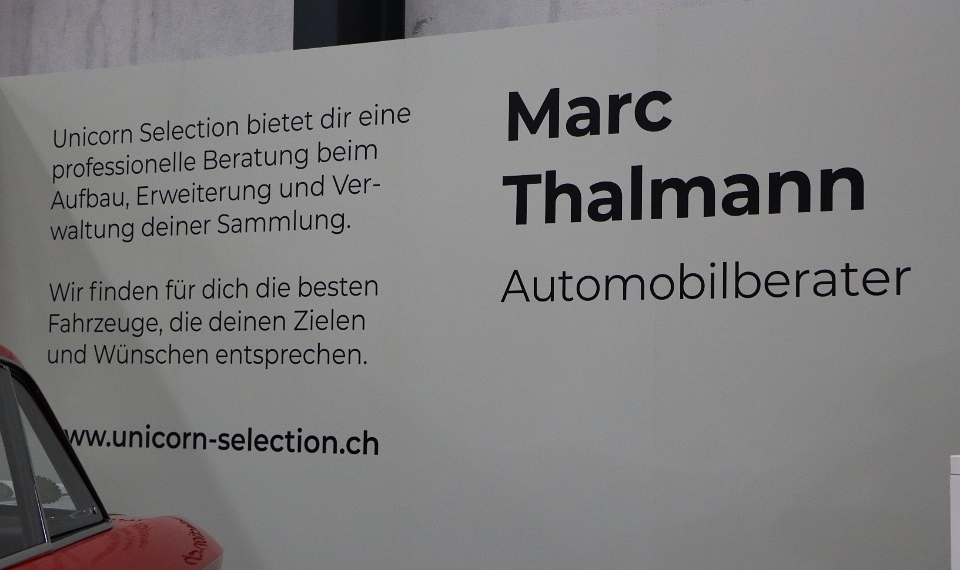 Unicorn Selection bietet dir eine
professionelle Beratung beim
Aufbau, Erweiterung und Ver-
waltung deiner Sammlung.
Wir finden für dich die besten
Fahrzeuge, die deinen Zielen
und Wünschen entsprechen.
ww.unicorn-selection.ch
Marc
Thalmann
Automobilberater